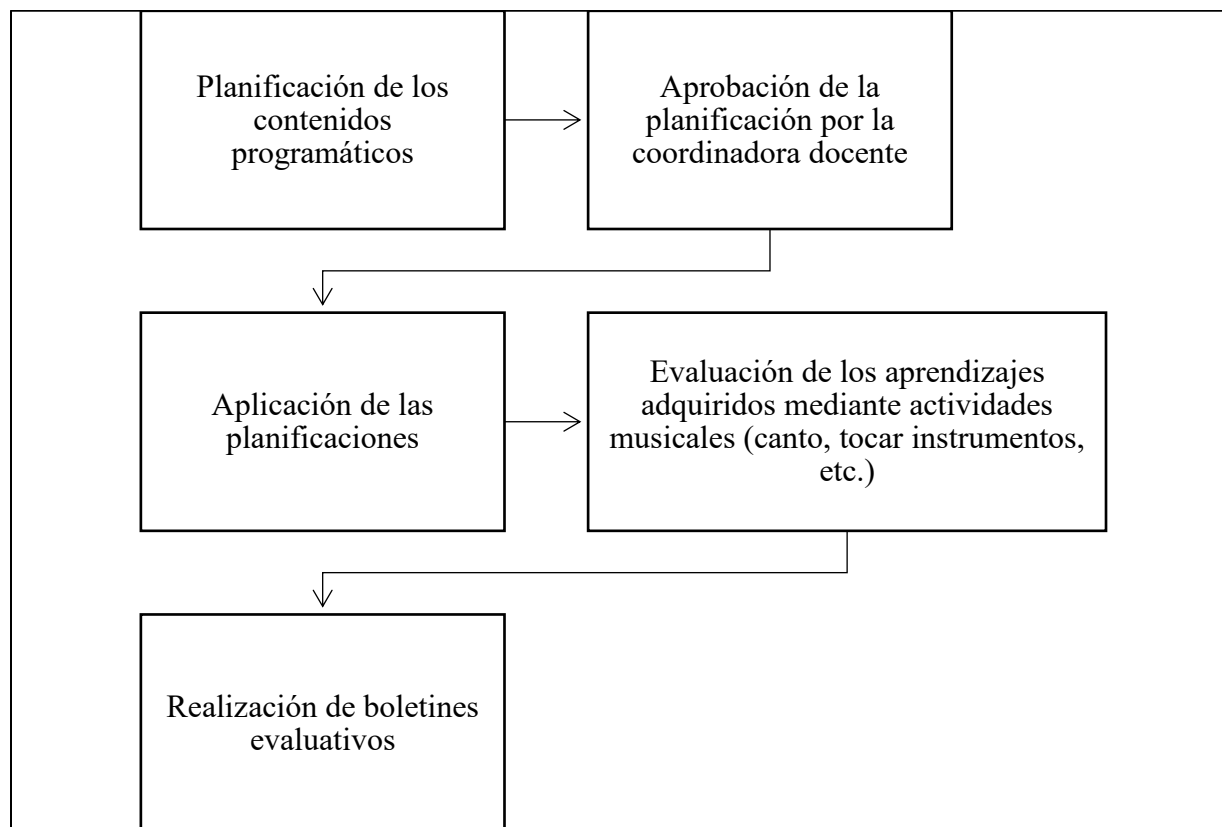 Planificación de los
contenidos
programáticos
Aprobación de la
planificación por la
coordinadora docente
Aplicación de las
planificaciones
Evaluación de los aprendizajes
adquiridos mediante actividades
musicales (canto, tocar instrumentos,
etc.)
Realización de boletines
evaluativos